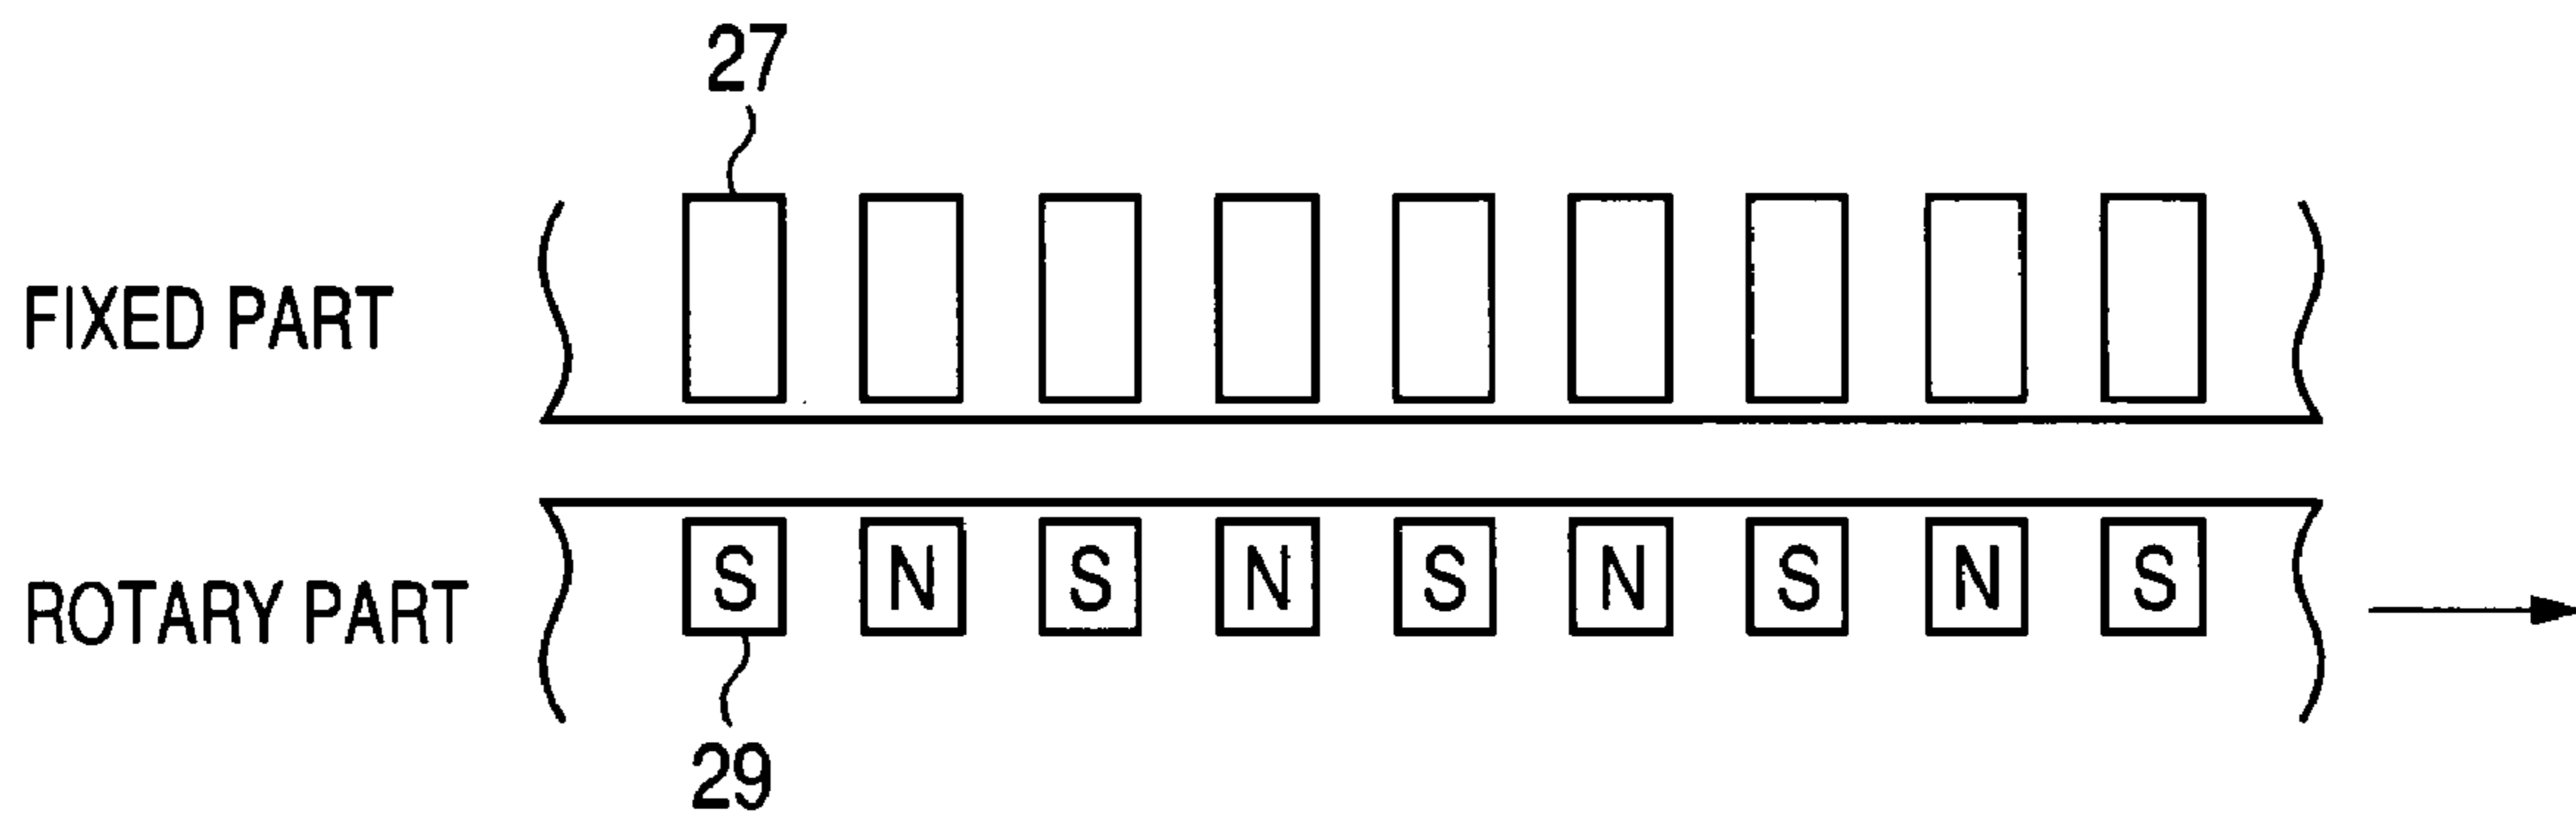 27
FIXED PART
S N S N S N S N S
ROTARY PART
29